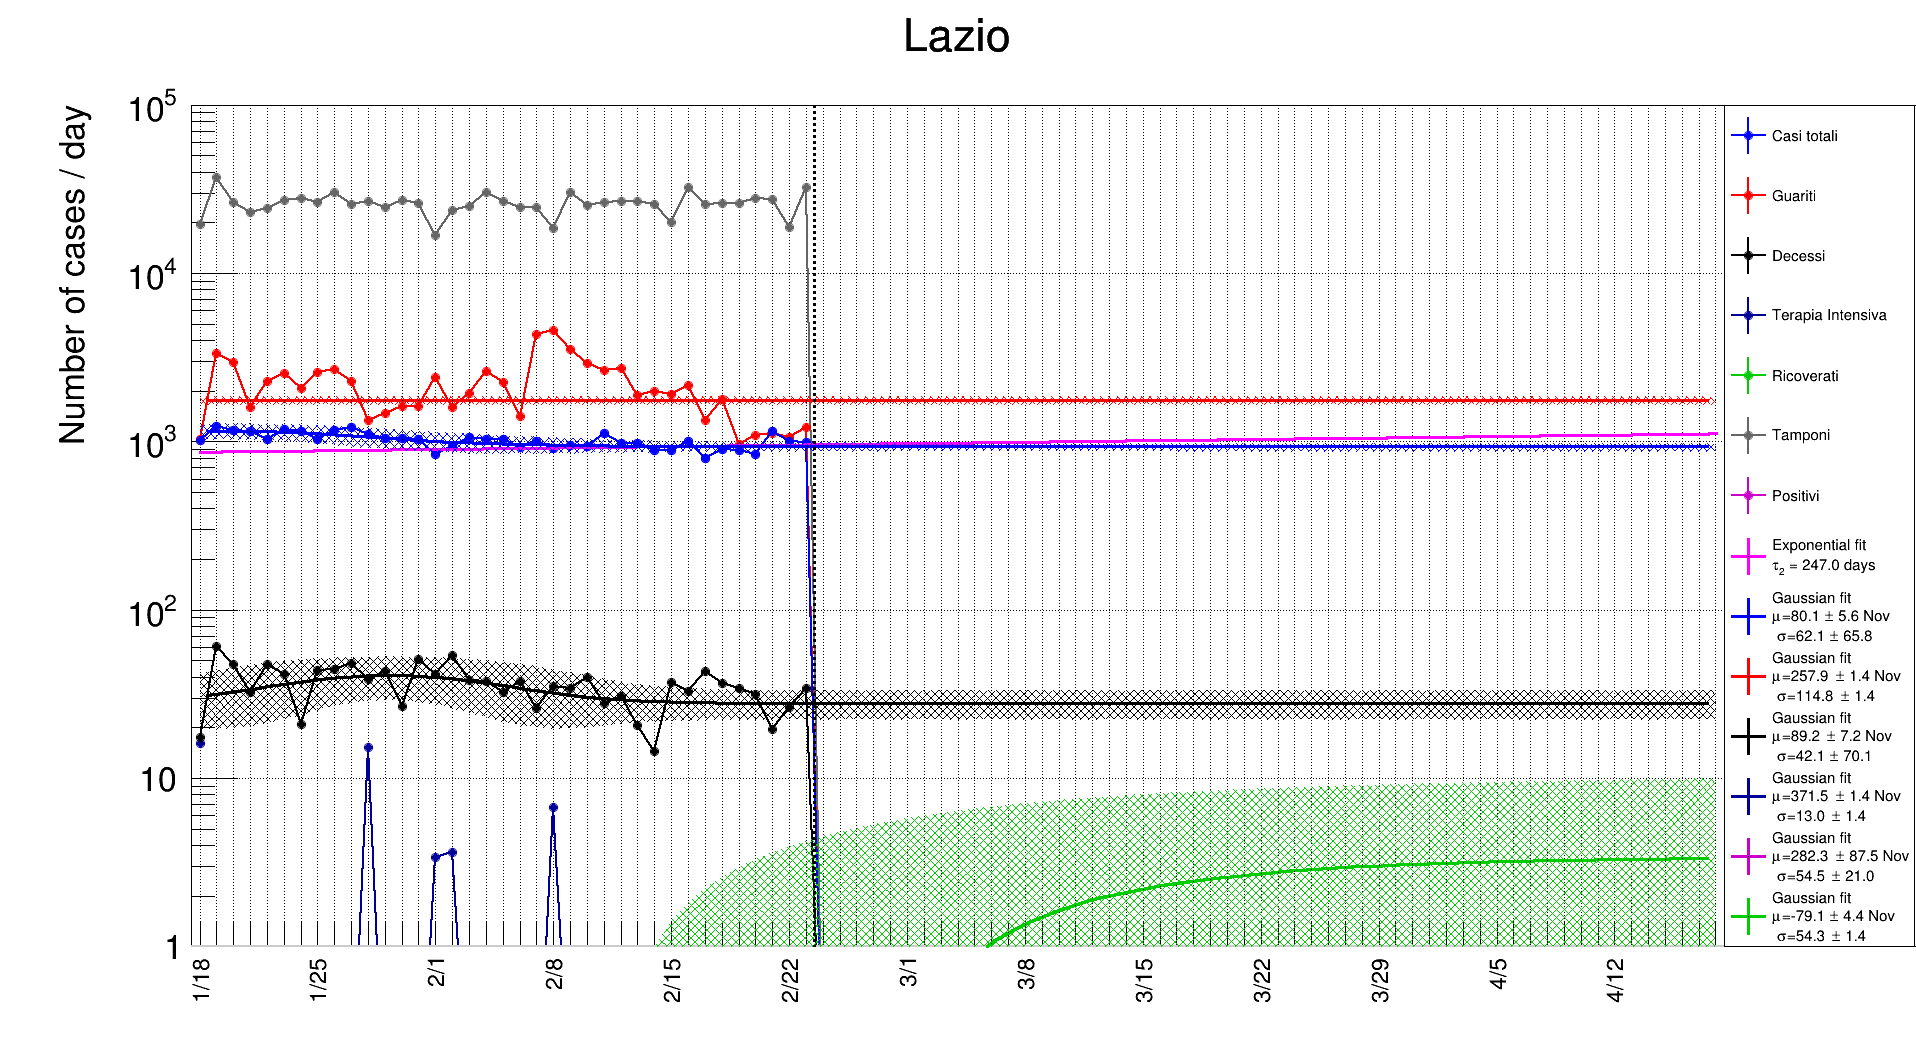 Lazio
Number of cases / day
10^5
10^4
10^3
10^2
10
1
1/18
1/25
2/1
2/8
2/15
2/22
3/1
3/8
3/15
3/22
3/29
4/5
4/12
Casi totali
Guariti
Decessi
Terapia Intensiva
Ricoverati
Tamponi
Positivi
Exponential fit
τ₂ = 247.0 days
Gaussian fit
μ=80.1 ± 5.6 Nov
σ=62.1 ± 65.8
Gaussian fit
μ=257.9 ± 1.4 Nov
σ=114.8 ± 1.4
Gaussian fit
μ=89.2 ± 7.2 Nov
σ=42.1 ± 70.1
Gaussian fit
μ=371.5 ± 1.4 Nov
σ=13.0 ± 1.4
Gaussian fit
μ=282.3 ± 87.5 Nov
σ=54.5 ± 21.0
Gaussian fit
μ=-79.1 ± 4.4 Nov
σ=54.3 ± 1.4